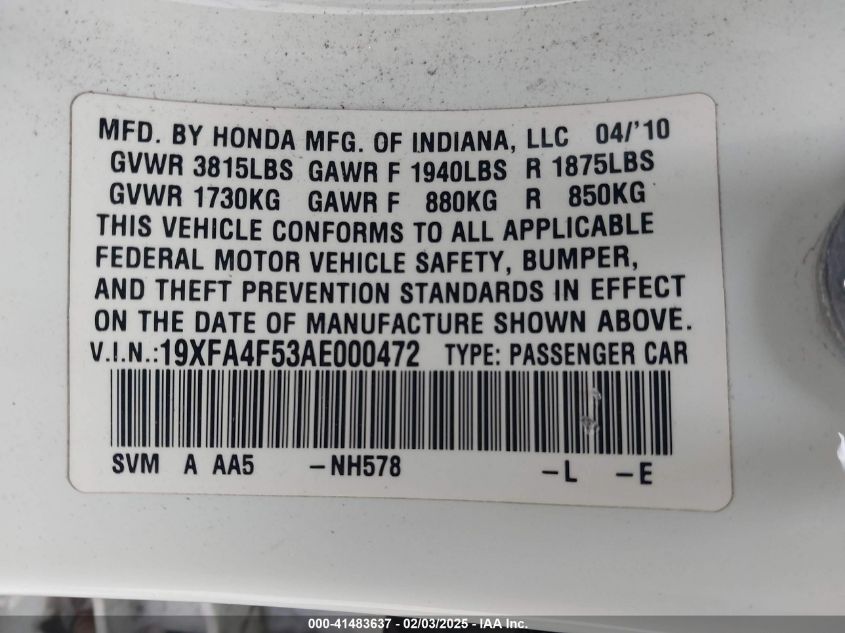 MFD. BY HONDA MFG. OF INDIANA, LLC 04/'10
GVWR 3815LBS GAWR F 1940LBS R 1875LBS
GVWR 1730KG GAWR F 880KG R 850KG
THIS VEHICLE CONFORMS TO ALL APPLICABLE
FEDERAL MOTOR VEHICLE SAFETY, BUMPER,
AND THEFT PREVENTION STANDARDS IN EFFECT
ON THE DATE OF MANUFACTURE SHOWN ABOVE.
V.I.N.:19XFA4F53AE000472 TYPE: PASSENGER CAR
SVM A AA5 -NH578 -L -E
000-41483637 - 02/03/2025 - IAA Inc.